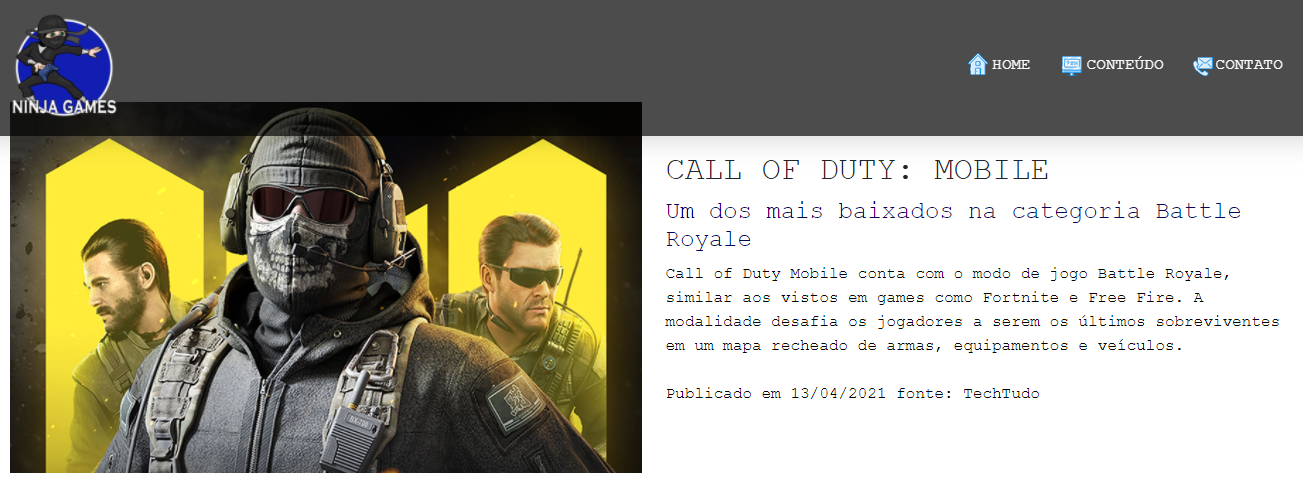 NINJA GAMES
HOME
CONTEÚDO
CONTATO
CALL OF DUTY: MOBILE
Um dos mais baixados na categoria Battle
Royale
Call of Duty Mobile conta com o modo de jogo Battle Royale,
similar aos vistos em games como Fortnite e Free Fire. A
modalidade desafia os jogadores a serem os últimos sobreviventes
em um mapa recheado de armas, equipamentos e veículos.
Publicado em 13/04/2021 fonte: TechTudo